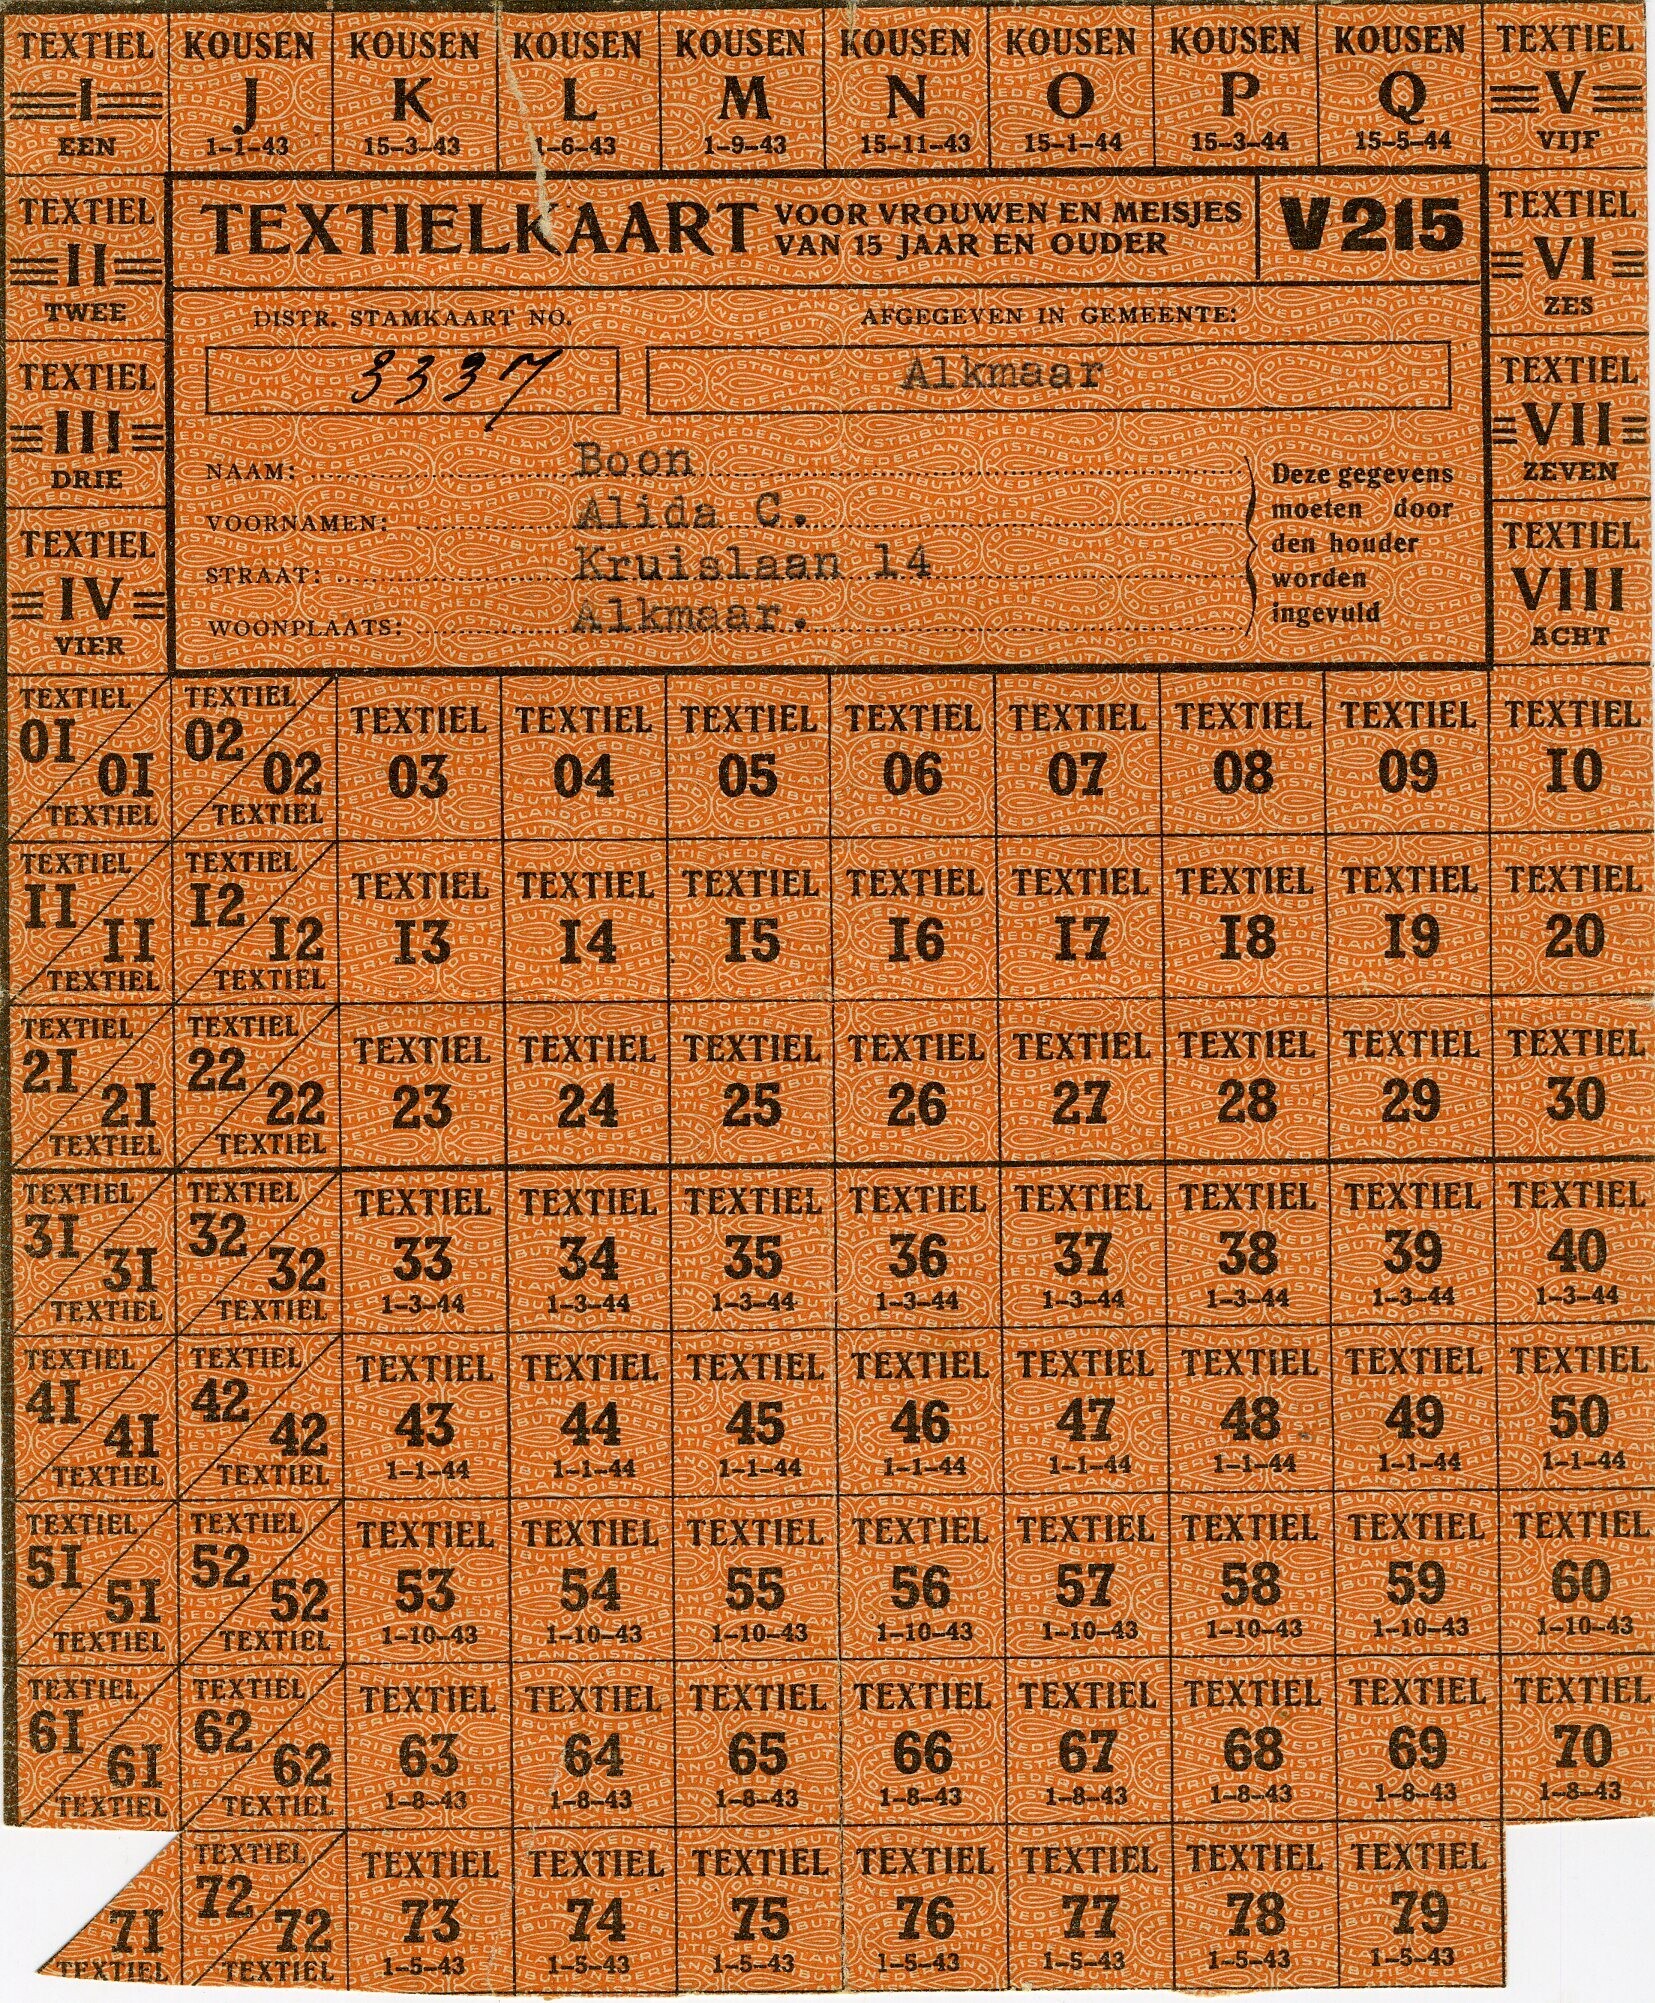 TEXTIEL KOUSEN KOUSEN KOUSEN KOUSEN KOUSEN KOUSEN KOUSEN KOUSEN TEXTIEL
I J K L M N O P Q V
EEN 1-1-43 15-3-43 1-6-43 1-9-43 15-11-43 15-1-44 15-3-44 15-5-44 VIJF
TEXTIEL
II
TWEE
TEXTIEL
III
DRIE
TEXTIEL
IV
VIER
TEXTIELKAART VOOR VROUWEN EN MEISJES
VAN 15 JAAR EN OUDER
V 215
DISTR. STAMKAART NO. AFGEGEVEN IN GEMEENTE:
3337 Alkmaar
NAAM: Boon
VOORNAMEN: Alida C.
STRAAT: Kruislaan 14
WOONPLAATS: Alkmaar.
Deze gegevens
moeten door
den houder
worden
ingevuld
TEXTIEL
VI
ZES
TEXTIEL
VII
ZEVEN
TEXTIEL
VIII
ACHT
TEXTIEL TEXTIEL TEXTIEL TEXTIEL TEXTIEL TEXTIEL TEXTIEL TEXTIEL TEXTIEL TEXTIEL
01 02
01 02 03 04 05 06 07 08 09 10
TEXTIEL TEXTIEL
TEXTIEL TEXTIEL TEXTIEL TEXTIEL TEXTIEL TEXTIEL TEXTIEL TEXTIEL TEXTIEL TEXTIEL
11 12
11 12 13 14 15 16 17 18 19 20
TEXTIEL TEXTIEL
TEXTIEL TEXTIEL TEXTIEL TEXTIEL TEXTIEL TEXTIEL TEXTIEL TEXTIEL TEXTIEL TEXTIEL
21 22
21 22 23 24 25 26 27 28 29 30
TEXTIEL TEXTIEL
TEXTIEL TEXTIEL TEXTIEL TEXTIEL TEXTIEL TEXTIEL TEXTIEL TEXTIEL TEXTIEL TEXTIEL
31 32
31 32 33 34 35 36 37 38 39 40
TEXTIEL TEXTIEL 1-3-44 1-3-44 1-3-44 1-3-44 1-3-44 1-3-44 1-3-44 1-3-44
TEXTIEL TEXTIEL TEXTIEL TEXTIEL TEXTIEL TEXTIEL TEXTIEL TEXTIEL TEXTIEL TEXTIEL
41 42
41 42 43 44 45 46 47 48 49 50
TEXTIEL TEXTIEL 1-1-44 1-1-44 1-1-44 1-1-44 1-1-44 1-1-44 1-1-44 1-1-44
TEXTIEL TEXTIEL TEXTIEL TEXTIEL TEXTIEL TEXTIEL TEXTIEL TEXTIEL TEXTIEL TEXTIEL
51 52
51 52 53 54 55 56 57 58 59 60
TEXTIEL TEXTIEL 1-10-43 1-10-43 1-10-43 1-10-43 1-10-43 1-10-43 1-10-43 1-10-43
TEXTIEL TEXTIEL TEXTIEL TEXTIEL TEXTIEL TEXTIEL TEXTIEL TEXTIEL TEXTIEL TEXTIEL
61 62
61 62 63 64 65 66 67 68 69 70
TEXTIEL TEXTIEL 1-8-43 1-8-43 1-8-43 1-8-43 1-8-43 1-8-43 1-8-43 1-8-43
TEXTIEL TEXTIEL TEXTIEL TEXTIEL TEXTIEL TEXTIEL TEXTIEL TEXTIEL
72
71 72 73 74 75 76 77 78 79
TEXTIEL TEXTIEL 1-5-43 1-5-43 1-5-43 1-5-43 1-5-43 1-5-43 1-5-43